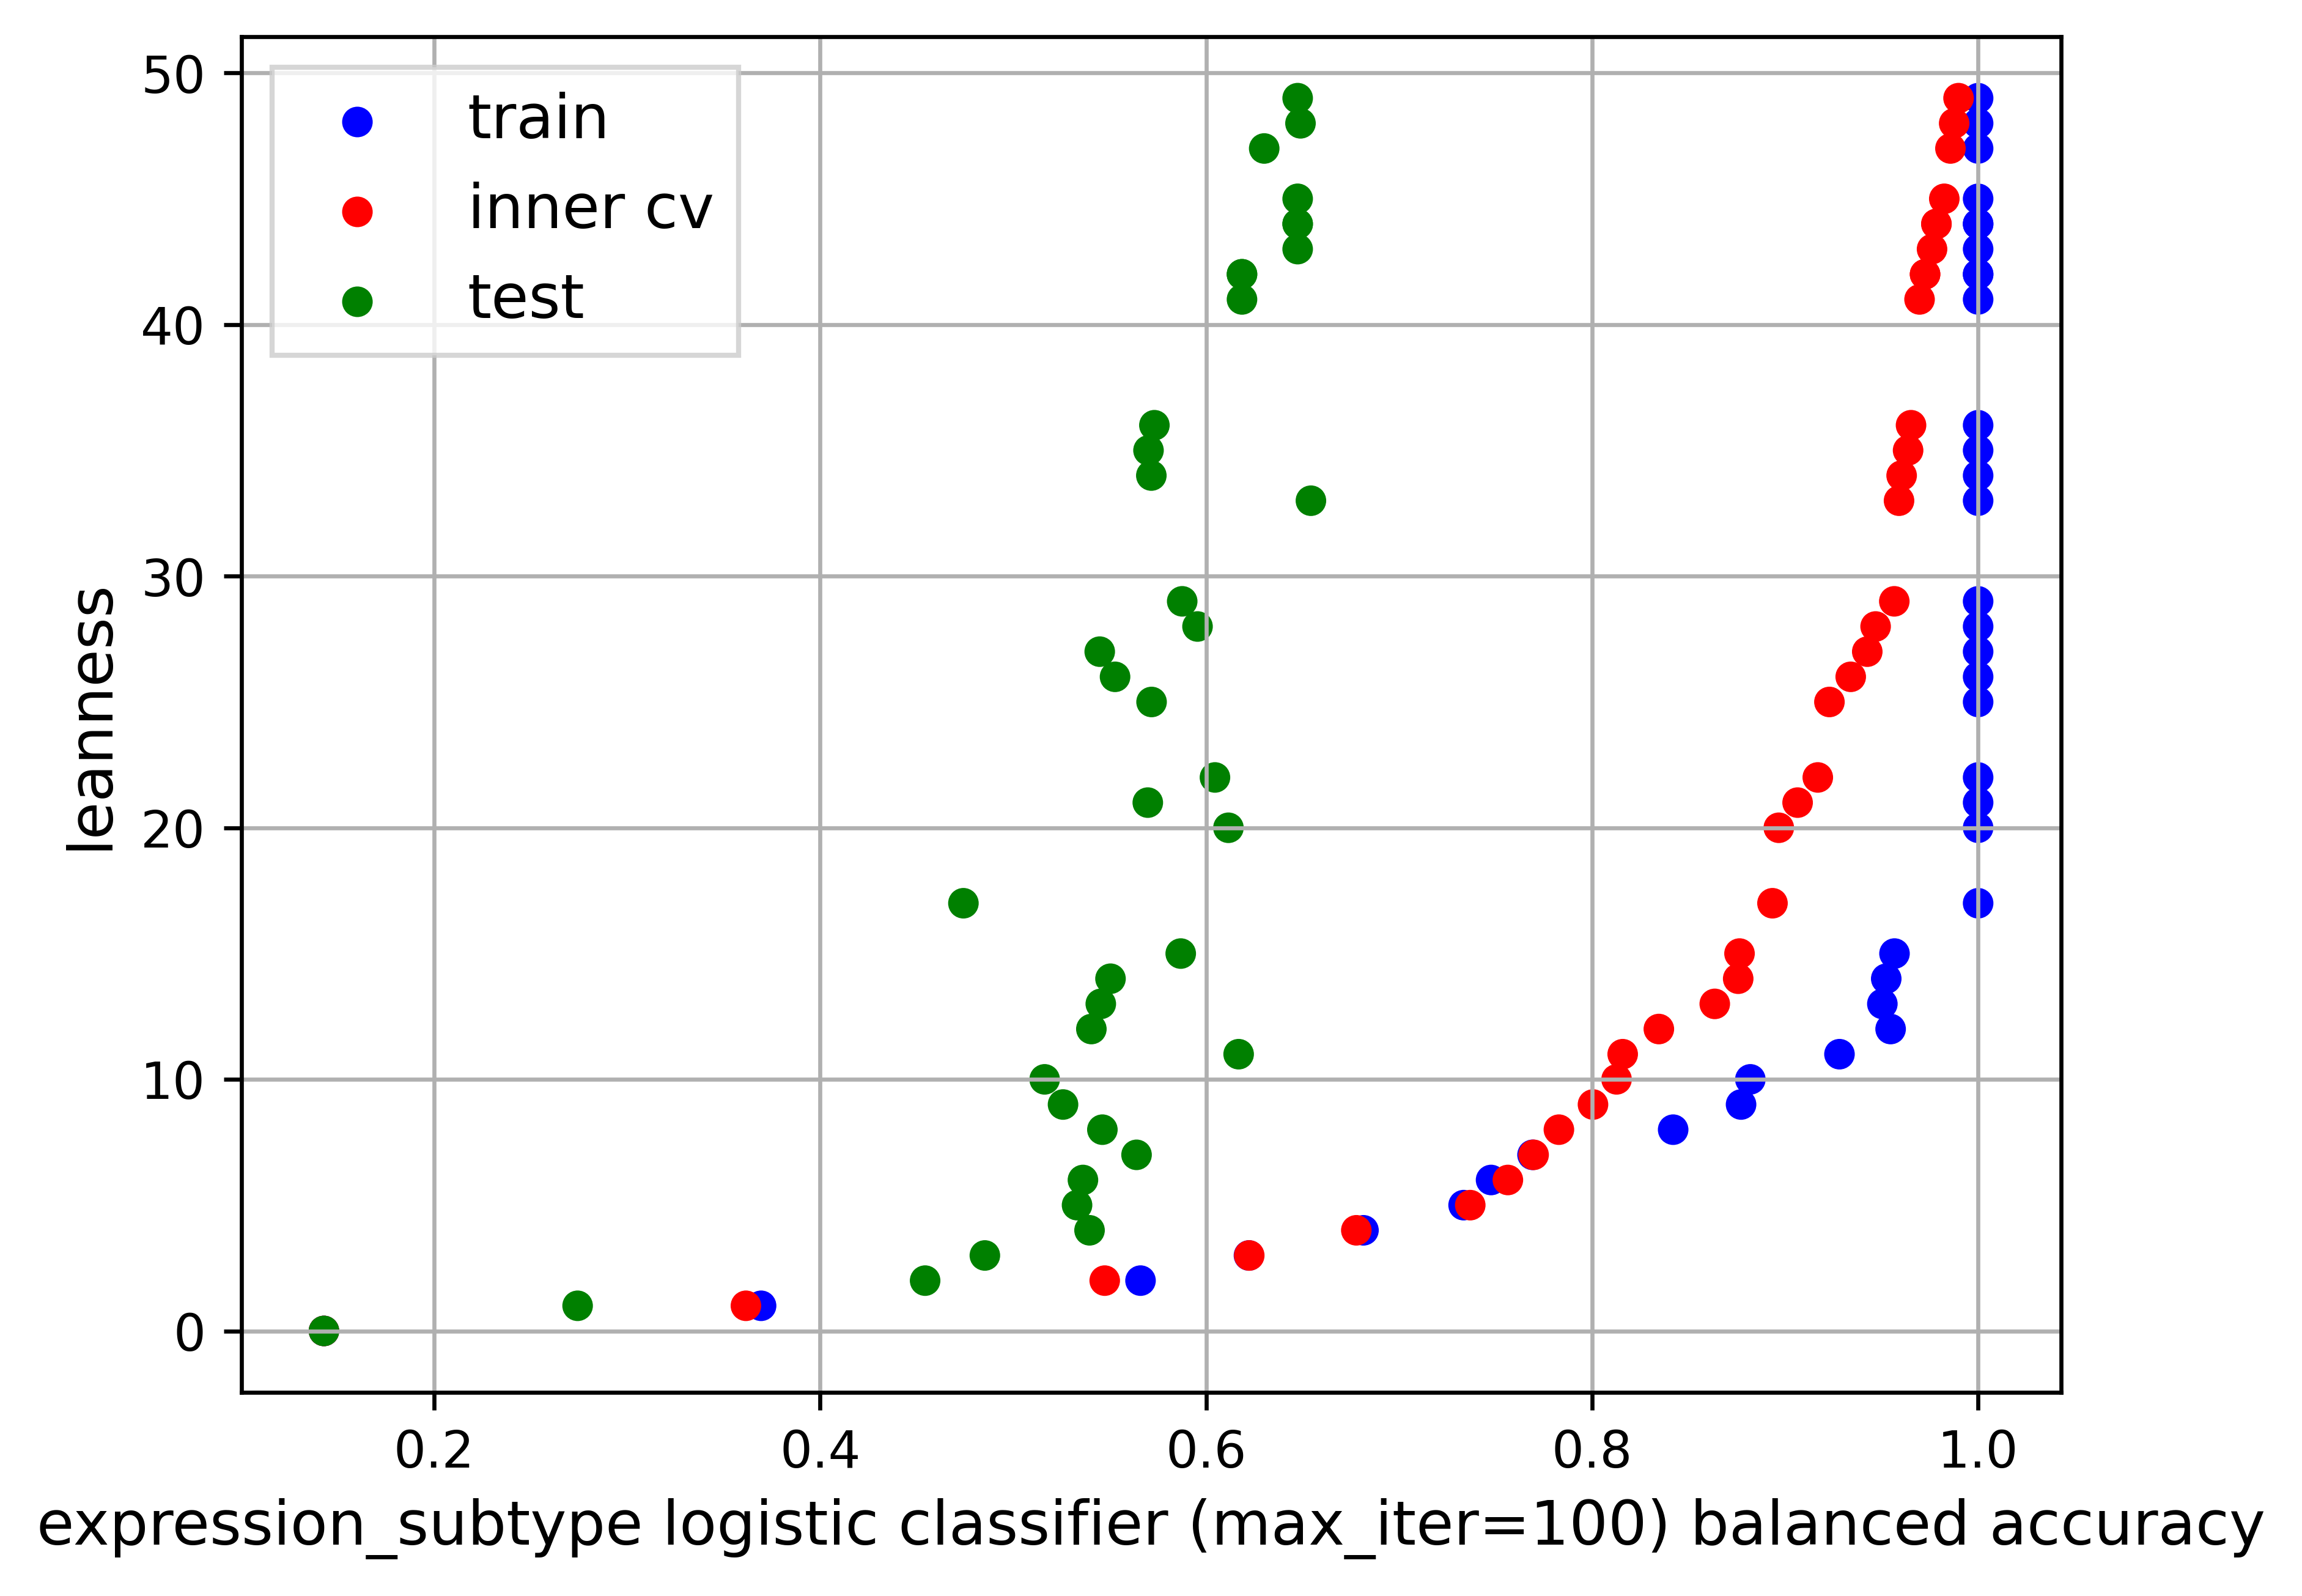 train
inner cv
test
50
40
30
20
10
0
leanness
0.2 0.4 0.6 0.8 1.0
expression_subtype logistic classifier (max_iter=100) balanced accuracy